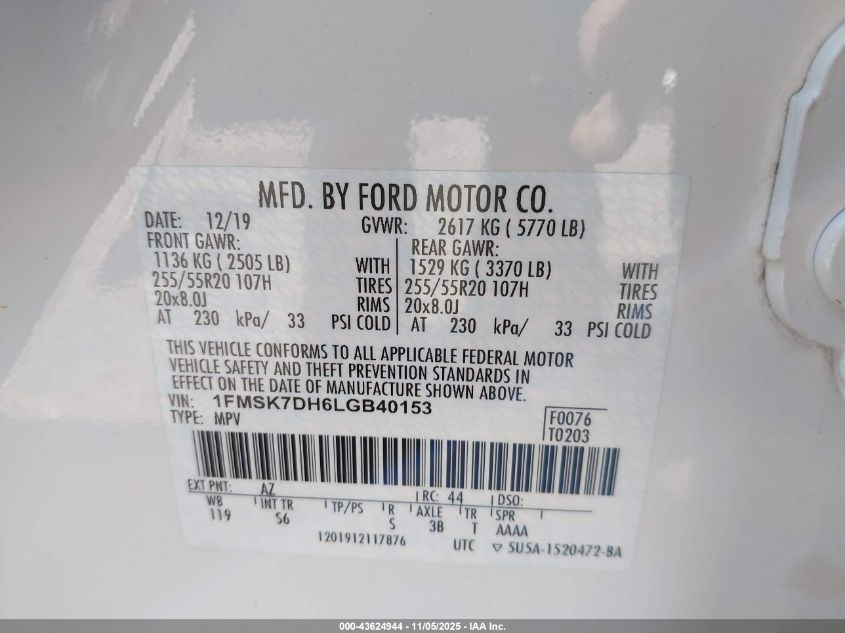 MFD. BY FORD MOTOR CO.
DATE: 12/19 GVWR: 2617 KG ( 5770 LB)
FRONT GAWR: REAR GAWR:
1136 KG ( 2505 LB) WITH 1529 KG ( 3370 LB) WITH
255/55R20 107H TIRES 255/55R20 107H TIRES
20x8.0J RIMS 20x8.0J RIMS
AT 230 kPa/ 33 PSI COLD AT 230 kPa/ 33 PSI COLD
THIS VEHICLE CONFORMS TO ALL APPLICABLE FEDERAL MOTOR
VEHICLE SAFETY AND THEFT PREVENTION STANDARDS IN
EFFECT ON THE DATE OF MANUFACTURE SHOWN ABOVE.
VIN: 1FMSK7DH6LGB40153
TYPE: MPV F0076
T0203
EXT PNT: AZ RC: 44 DSO:
WB INT TR TP/PS R AXLE TR SPR
119 S6 S 3B T AAAA
1201912117876 UTC ▽ 5U5A-1520472-BA
000-43624944 - 11/05/2025 - IAA Inc.